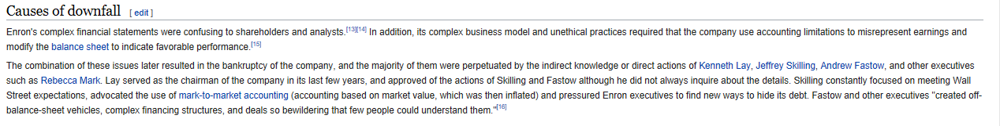 Causes of downfall [ edit ]
Enron's complex financial statements were confusing to shareholders and analysts.[13][14] In addition, its complex business model and unethical practices required that the company use accounting limitations to misrepresent earnings and
modify the balance sheet to indicate favorable performance.[15]
The combination of these issues later resulted in the bankruptcy of the company, and the majority of them were perpetuated by the indirect knowledge or direct actions of Kenneth Lay, Jeffrey Skilling, Andrew Fastow, and other executives
such as Rebecca Mark. Lay served as the chairman of the company in its last few years, and approved of the actions of Skilling and Fastow although he did not always inquire about the details. Skilling constantly focused on meeting Wall
Street expectations, advocated the use of mark-to-market accounting (accounting based on market value, which was then inflated) and pressured Enron executives to find new ways to hide its debt. Fastow and other executives "created off-
balance-sheet vehicles, complex financing structures, and deals so bewildering that few people could understand them."[16]